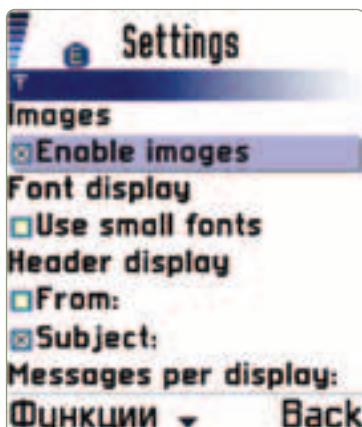 E Settings
Images
Enable images
Font display
Use small fonts
Header display
From:
Subject:
Messages per display:
Функции Back